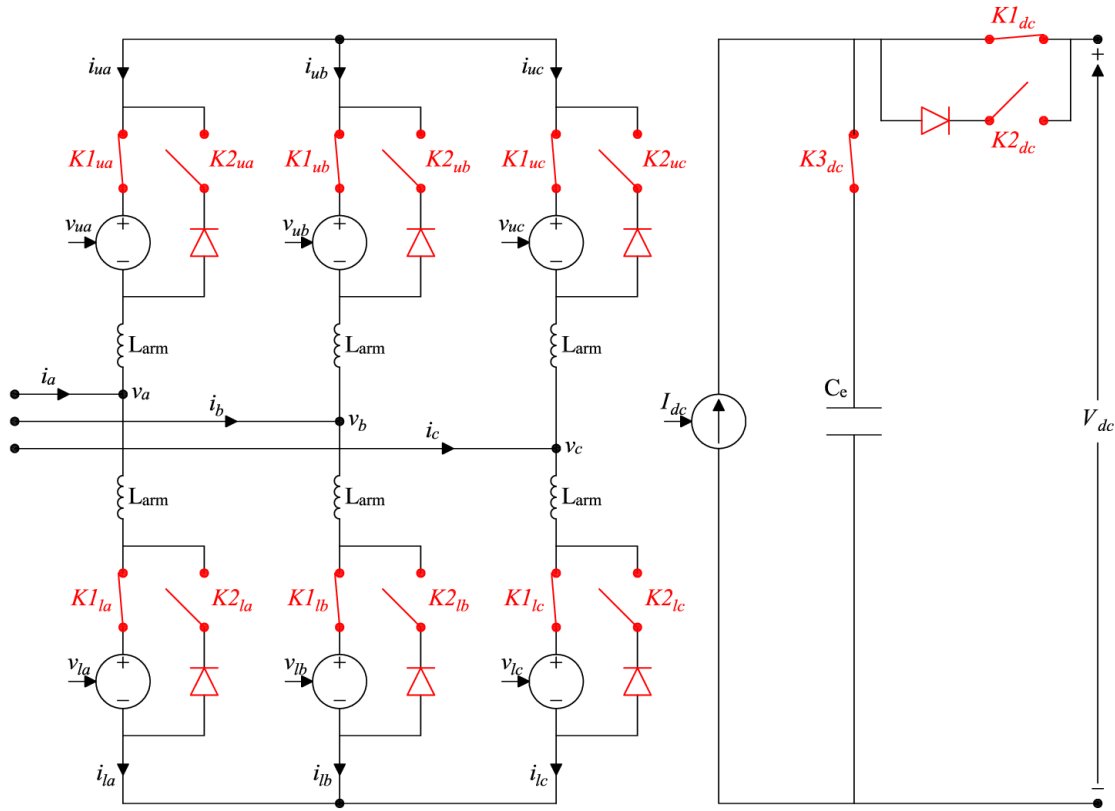 K1dc
+
iua iub iuc
K2dc
K1ua K2ua K1ub K2ub K1uc K2uc K3dc
vua + − vub + − vuc + −
Larm Larm Larm
ia va
ib vb
ic vc
Idc Ce Vdc
Larm Larm Larm
K1la K2la K1lb K2lb K1lc K2lc
vla + − vlb + − vlc + −
ila ilb ilc
−